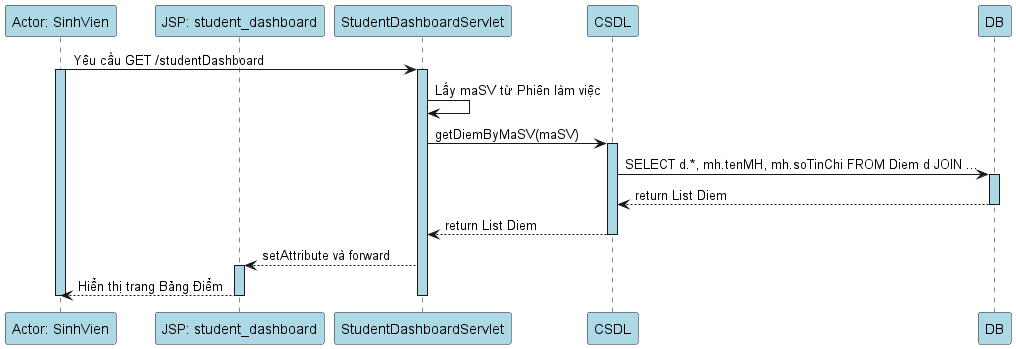 Actor: SinhVien
JSP: student_dashboard
StudentDashboardServlet
CSDL
DB
Yêu cầu GET /studentDashboard
Lấy maSV từ Phiên làm việc
getDiemByMaSV(maSV)
SELECT d.*, mh.tenMH, mh.soTinChi FROM Diem d JOIN ...
return List Diem
return List Diem
setAttribute và forward
Hiển thị trang Bảng Điểm
Actor: SinhVien
JSP: student_dashboard
StudentDashboardServlet
CSDL
DB